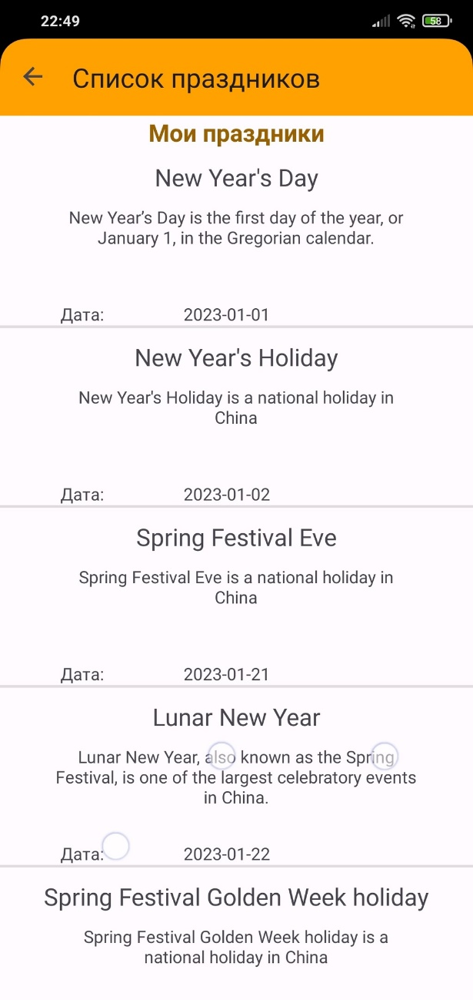 22:49
58
Список праздников
Мои праздники
New Year's Day
New Year’s Day is the first day of the year, or
January 1, in the Gregorian calendar.
Дата: 2023-01-01
New Year's Holiday
New Year's Holiday is a national holiday in
China
Дата: 2023-01-02
Spring Festival Eve
Spring Festival Eve is a national holiday in
China
Дата: 2023-01-21
Lunar New Year
Lunar New Year, also known as the Spring
Festival, is one of the largest celebratory events
in China.
Дата: 2023-01-22
Spring Festival Golden Week holiday
Spring Festival Golden Week holiday is a
national holiday in China